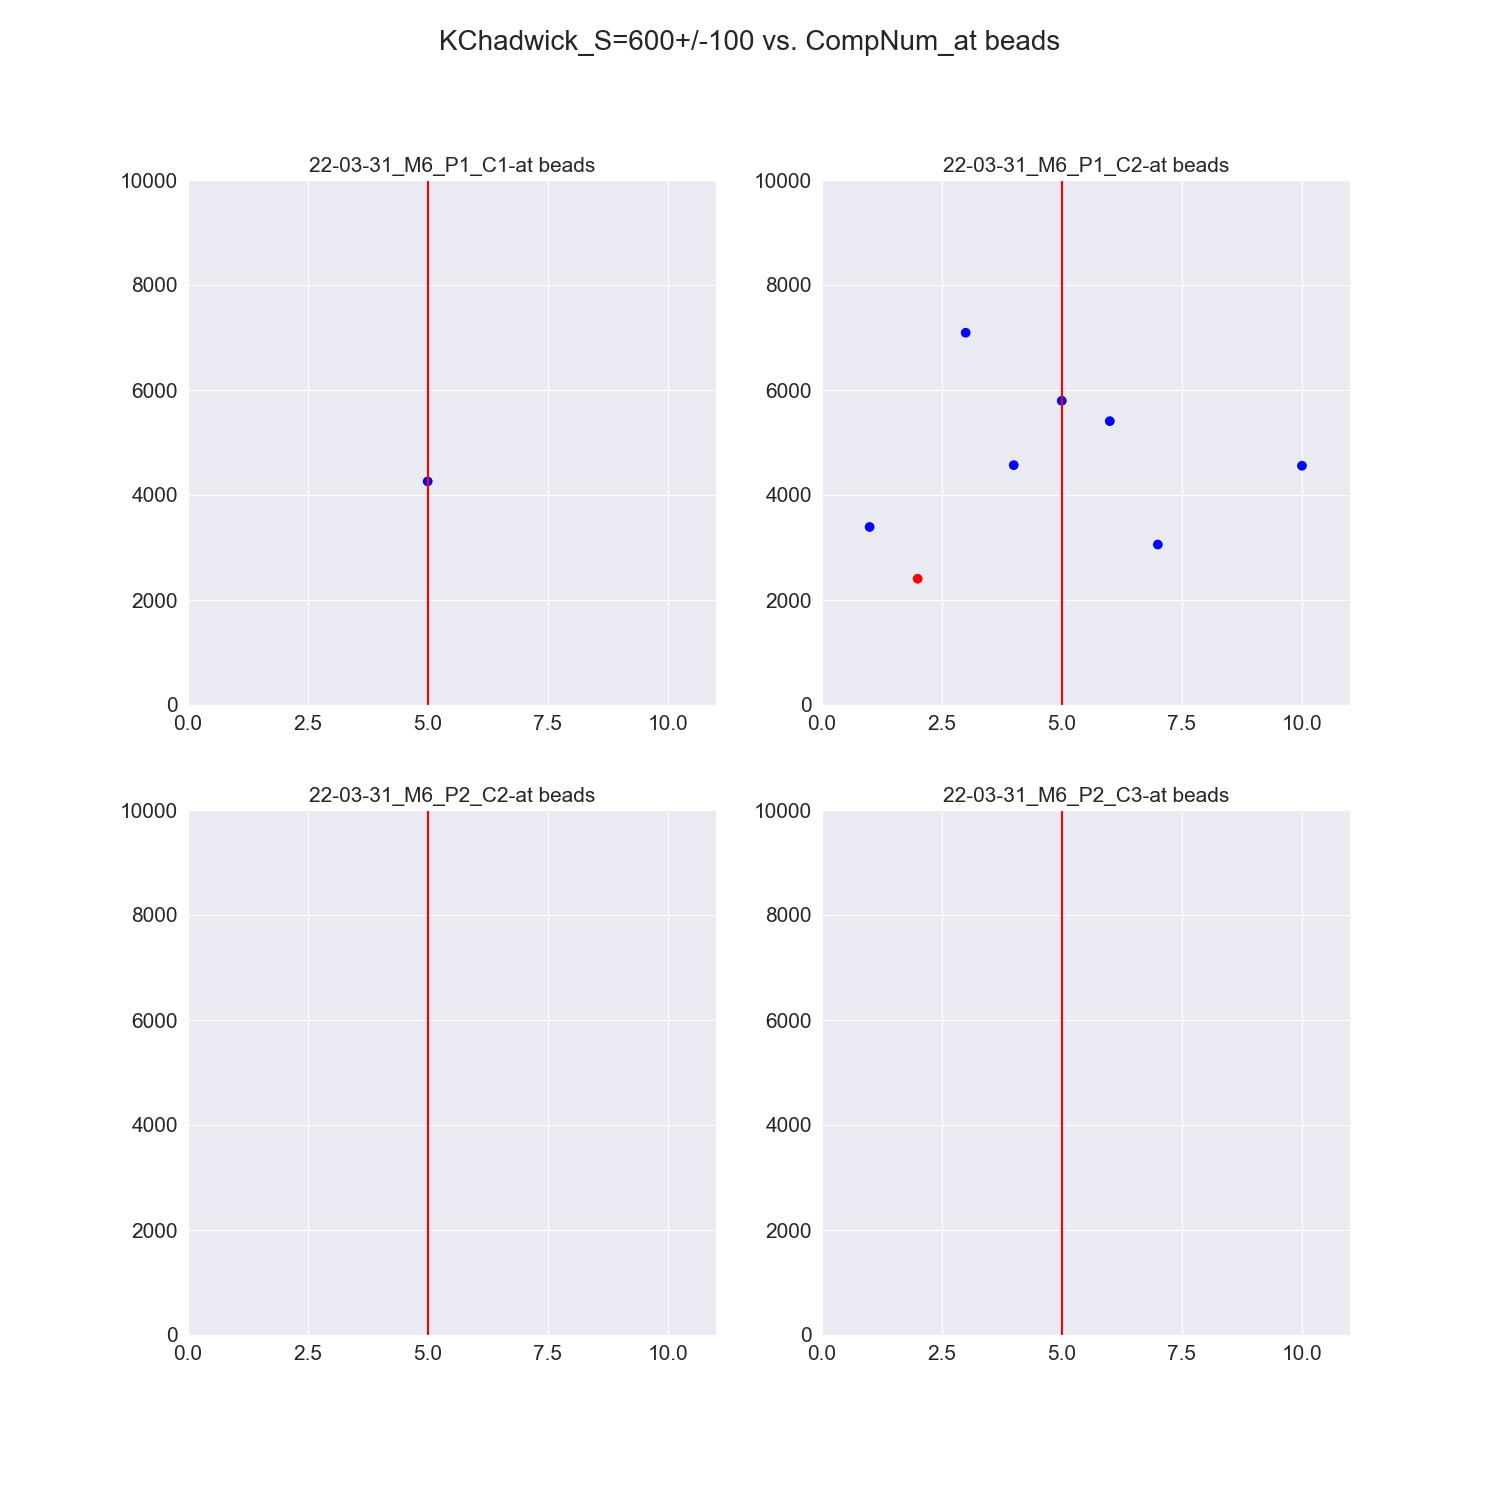 KChadwick_S=600+/-100 vs. CompNum_at beads
22-03-31_M6_P1_C1-at beads
10000
8000
6000
4000
2000
0
0.0 2.5 5.0 7.5 10.0
22-03-31_M6_P1_C2-at beads
10000
8000
6000
4000
2000
0
0.0 2.5 5.0 7.5 10.0
22-03-31_M6_P2_C2-at beads
10000
8000
6000
4000
2000
0
0.0 2.5 5.0 7.5 10.0
22-03-31_M6_P2_C3-at beads
10000
8000
6000
4000
2000
0
0.0 2.5 5.0 7.5 10.0